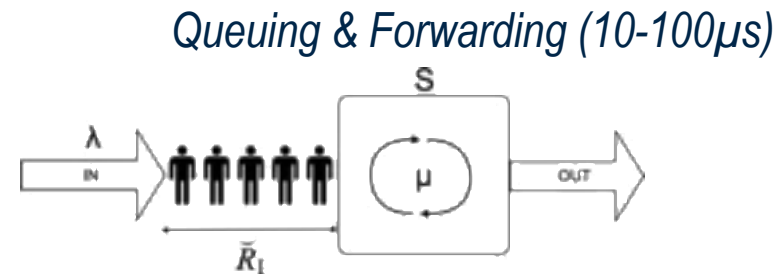 Queuing & Forwarding (10-100µs)
S
λ
IN
μ
OUT
R̆I